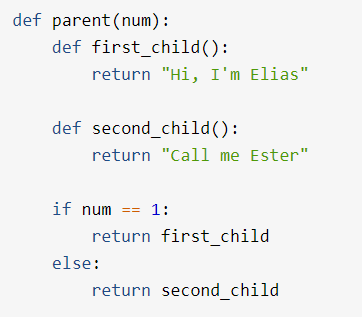 def parent(num):
    def first_child():
        return "Hi, I'm Elias"

    def second_child():
        return "Call me Ester"

    if num == 1:
        return first_child
    else:
        return second_child